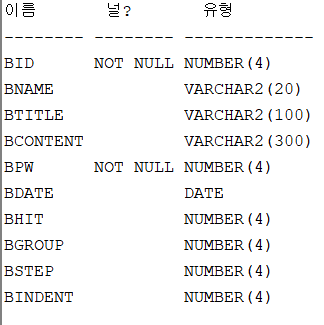 이름       널?       유형
-------- -------- -------------
BID      NOT NULL NUMBER(4)
BNAME             VARCHAR2(20)
BTITLE            VARCHAR2(100)
BCONTENT          VARCHAR2(300)
BPW      NOT NULL NUMBER(4)
BDATE             DATE
BHIT              NUMBER(4)
BGROUP            NUMBER(4)
BSTEP             NUMBER(4)
BINDENT           NUMBER(4)